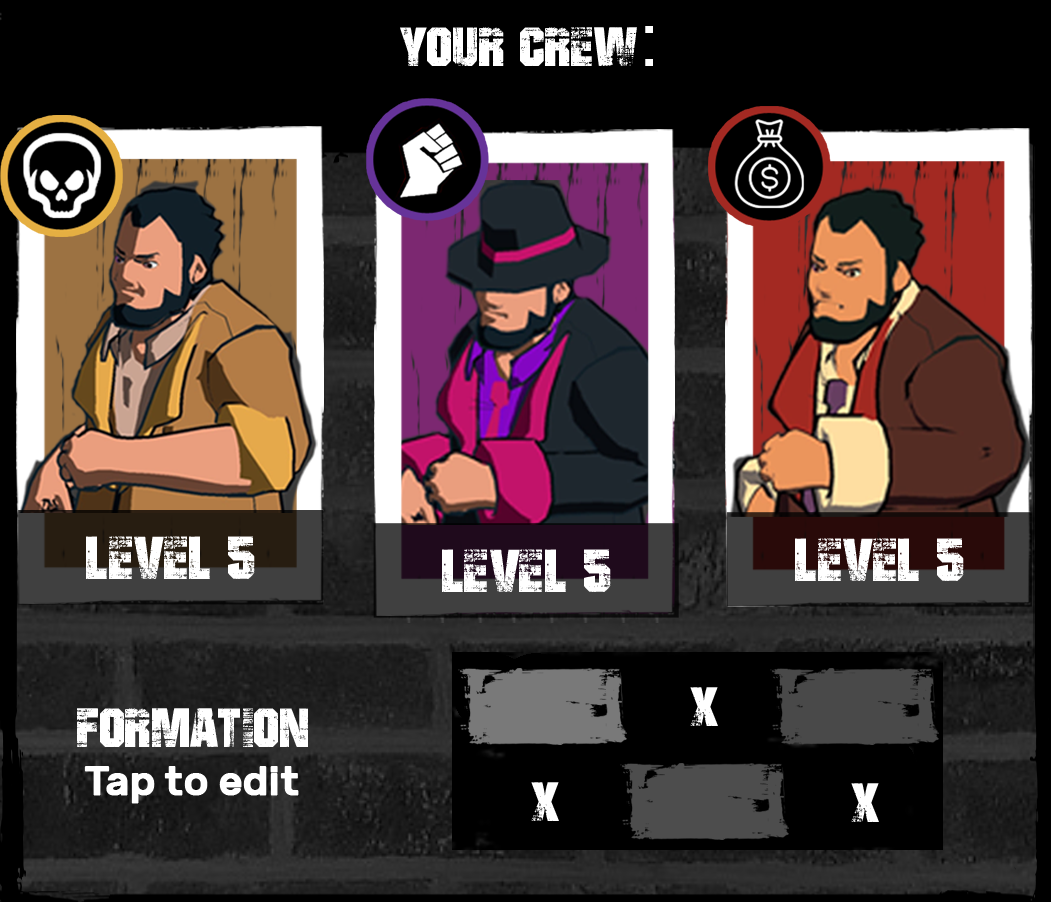 YOUR CREW:
$
LEVEL 5
LEVEL 5
LEVEL 5
FORMATION
Tap to edit
X
X
X